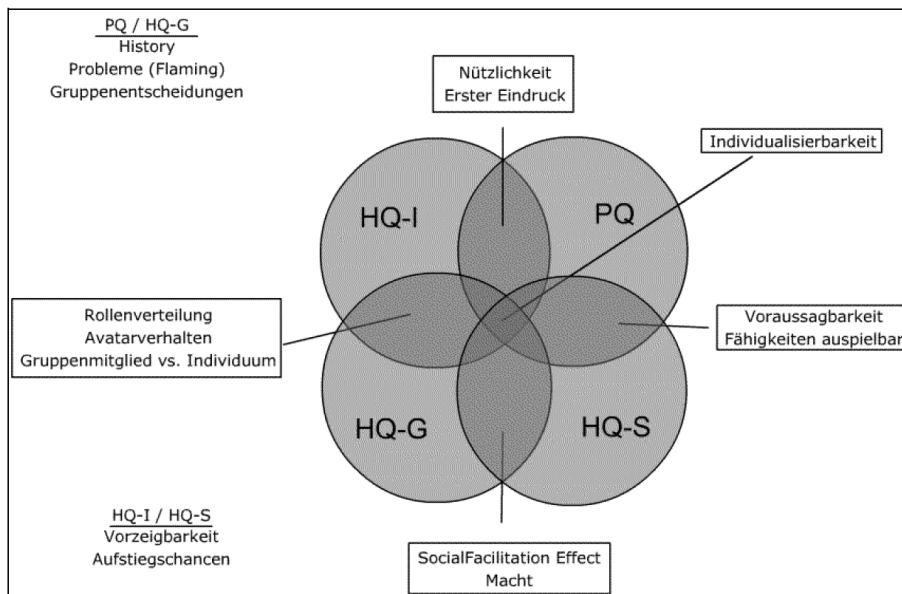 PQ / HQ-G
History
Probleme (Flaming)
Gruppenentscheidungen
Nützlichkeit
Erster Eindruck
Individualisierbarkeit
HQ-I
PQ
Rollenverteilung
Avatarverhalten
Gruppenmitglied vs. Individuum
Voraussagbarkeit
Fähigkeiten auspielbar
HQ-G
HQ-S
HQ-I / HQ-S
Vorzeigbarkeit
Aufstiegschancen
SocialFacilitation Effect
Macht